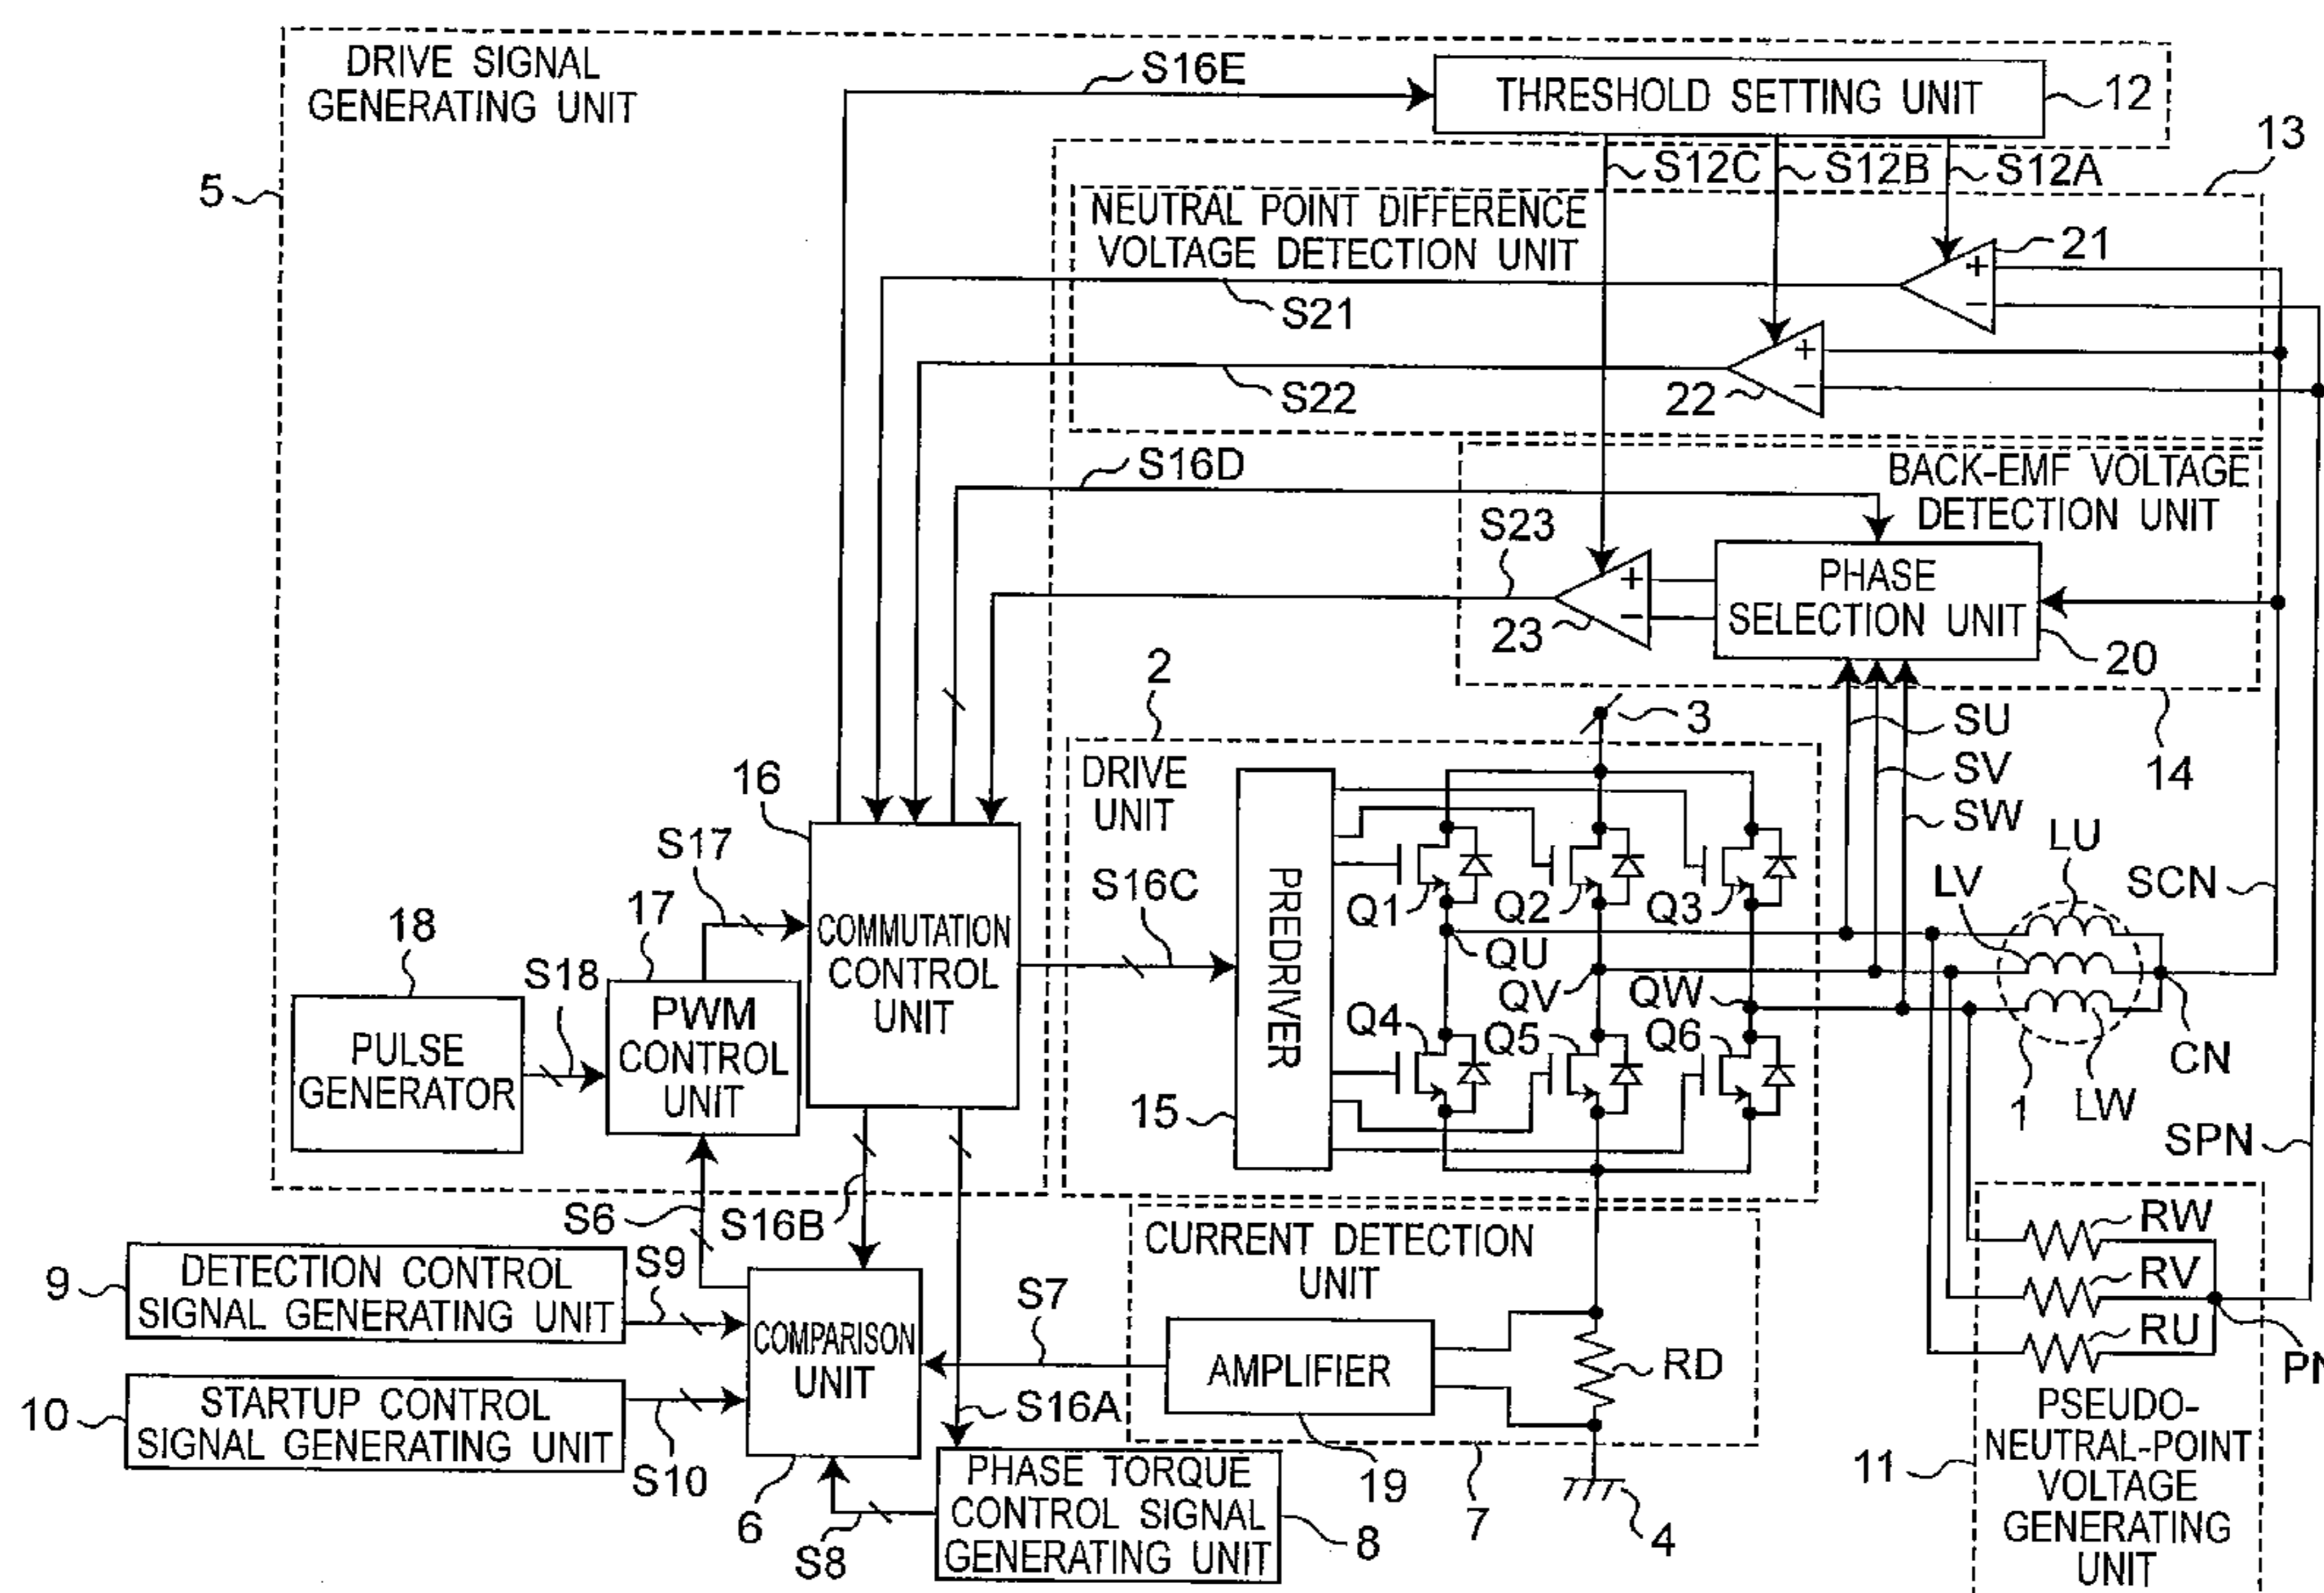 DRIVE SIGNAL
GENERATING UNIT
S16E
THRESHOLD SETTING UNIT
12
13
5
S12C
S12B
S12A
NEUTRAL POINT DIFFERENCE
VOLTAGE DETECTION UNIT
21
+
−
S21
+
−
S22
22
S16D
BACK-EMF VOLTAGE
DETECTION UNIT
S23
+
−
23
PHASE
SELECTION UNIT
20
2
3
SU
SV
SW
14
16
DRIVE
UNIT
S17
17
18
S18
S16C
PREDRIVER
Q1
Q2
Q3
LU
LV
SCN
COMMUTATION
CONTROL
UNIT
QU
QV
QW
PULSE
GENERATOR
PWM
CONTROL
UNIT
Q4
Q5
Q6
CN
15
1
LW
SPN
S6
S16B
CURRENT DETECTION
UNIT
RW
RV
RU
9
DETECTION CONTROL
SIGNAL GENERATING UNIT
S9
S7
COMPARISON
UNIT
AMPLIFIER
RD
PN
10
STARTUP CONTROL
SIGNAL GENERATING UNIT
S10
S16A
6
S8
PHASE TORQUE
CONTROL SIGNAL
GENERATING UNIT
8
19
7
4
11
PSEUDO-
NEUTRAL-POINT
VOLTAGE
GENERATING
UNIT